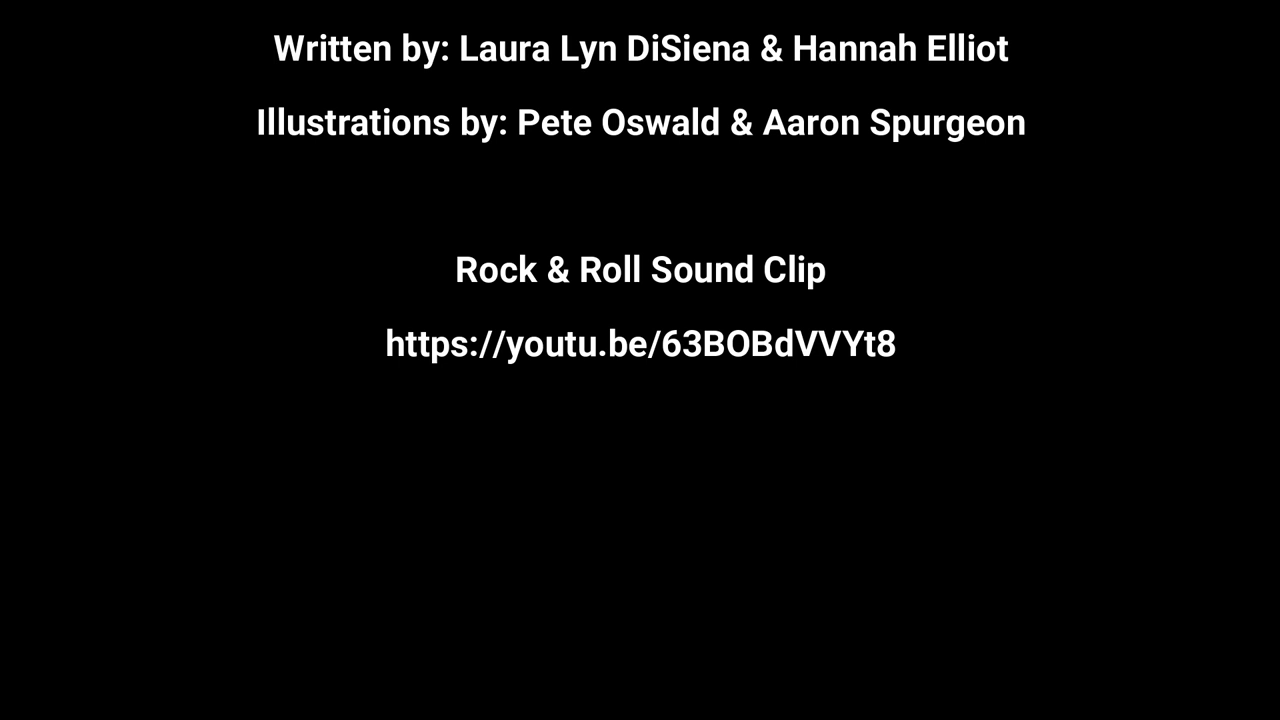 Written by: Laura Lyn DiSiena & Hannah Elliot
Illustrations by: Pete Oswald & Aaron Spurgeon
Rock & Roll Sound Clip
https://youtu.be/63BOBdVVYt8